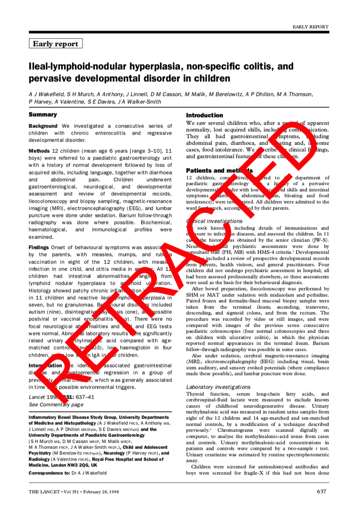 EARLY REPORT
Early report
Ileal-lymphoid-nodular hyperplasia, non-specific colitis, and
pervasive developmental disorder in children
A J Wakefield, S H Murch, A Anthony, J Linnell, D M Casson, M Malik, M Berelowitz, A P Dhillon, M A Thomson,
P Harvey, A Valentine, S E Davies, J A Walker-Smith
Summary
Background We investigated a consecutive series of
children with chronic enterocolitis and regressive
developmental disorder.
Methods 12 children (mean age 6 years [range 3–10], 11
boys) were referred to a paediatric gastroenterology unit
with a history of normal development followed by loss of
acquired skills, including language, together with diarrhoea
and abdominal pain. Children underwent
gastroenterological, neurological, and developmental
assessment and review of developmental records.
Ileocolonoscopy and biopsy sampling, magnetic-resonance
imaging (MRI), electroencephalography (EEG), and lumbar
puncture were done under sedation. Barium follow-through
radiography was done where possible. Biochemical,
haematological, and immunological profiles were
examined.
Findings Onset of behavioural symptoms was associated
by the parents, with measles, mumps, and rubella
vaccination in eight of the 12 children, with measles
infection in one child, and otitis media in another. All 12
children had intestinal abnormalities, ranging from
lymphoid nodular hyperplasia to aphthoid ulceration.
Histology showed patchy chronic inflammation in
in 11 children and reactive ileal lymphoid hyperplasia in
seven, but no granulomas. Behavioural disorders included
autism (nine), disintegrative psychosis (one), and possible
postviral or vaccinal encephalitis (two). There were no
focal neurological abnormalities and MRI and EEG tests
were normal. Abnormal laboratory results were significantly
raised urinary methylmalonic acid compared with age-
matched controls low haemoglobin in four
children, and a low serum IgA in four children.
Interpretation We identified associated gastrointestinal
disease and developmental regression in a group of
previously normal children, which was generally associated
in time with possible environmental triggers.
Lancet 1998; 351: 637–41
See Commentary page
Inflammatory Bowel Disease Study Group, University Departments
of Medicine and Histopathology (A J Wakefield FRCS, A Anthony MB,
J Linnell PhD, A P Dhillon MRCPath, S E Davies MRCPath) and the
University Departments of Paediatric Gastroenterology
(S H Murch MB, D M Casson MRCP, M Malik MRCP,
M A Thomson FRCP, J A Walker-Smith FRCP,), Child and Adolescent
Psychiatry (M Berelowitz FRCPsych), Neurology (P Harvey FRCP), and
Radiology (A Valentine FRCR), Royal Free Hospital and School of
Medicine, London NW3 2QG, UK
Correspondence to: Dr A J Wakefield
Introduction
We saw several children who, after a period of apparent
normality, lost acquired skills, including communication.
They all had gastrointestinal symptoms, including
abdominal pain, diarrhoea, and bloating and, in some
cases, food intolerance. We describe the clinical findings,
and gastrointestinal features of these children.
Patients and methods
12 children, consecutively referred to the department of
paediatric gastroenterology with a history of a pervasive
developmental disorder with loss of acquired skills and intestinal
symptoms (diarrhoea, abdominal pain, bloating and food
intolerance), were investigated. All children were admitted to the
ward for 1 week, accompanied by their parents.
Clinical investigations
We took histories, including details of immunisations and
exposure to infectious diseases, and assessed the children. In 11
cases the history was obtained by the senior clinician (JW-S).
Neurological and psychiatric assessments were done by
consultant staff (PH, MB) with HMS-4 criteria. Developmental
histories included a review of prospective developmental records
from parents, health visitors, and general practitioners. Four
children did not undergo psychiatric assessment in hospital; all
had been assessed professionally elsewhere, so these assessments
were used as the basis for their behavioural diagnosis.
After bowel preparation, ileocolonoscopy was performed by
SHM or MAT under sedation with midazolam and pethidine.
Paired frozen and formalin-fixed mucosal biopsy samples were
taken from the terminal ileum; ascending, transverse,
descending, and sigmoid colons, and from the rectum. The
procedure was recorded by video or still images, and were
compared with images of the previous seven consecutive
paediatric colonoscopies (four normal colonoscopies and three
on children with ulcerative colitis), in which the physician
reported normal appearances in the terminal ileum. Barium
follow-through radiography was possible in some cases.
Also under sedation, cerebral magnetic-resonance imaging
(MRI), electroencephalography (EEG) including visual, brain
stem auditory, and sensory evoked potentials (where compliance
made these possible), and lumbar puncture were done.
Laboratory investigations
Thyroid function, serum long-chain fatty acids, and
cerebrospinal-fluid lactate were measured to exclude known
causes of childhood neurodegenerative disease. Urinary
methylmalonic acid was measured in random urine samples from
eight of the 12 children and 14 age-matched and sex-matched
normal controls, by a modification of a technique described
previously. Chromatograms were scanned digitally on
computer, to analyse the methylmalonic-acid zones from cases
and controls. Urinary methylmalonic-acid concentrations in
patients and controls were compared by a two-sample t test.
Urinary creatinine was estimated by routine spectrophotometric
assay.
Children were screened for antiendomyseal antibodies and
boys were screened for fragile-X if this had not been done
RETRACTED
THE LANCET • Vol 351 • February 28, 1998
637